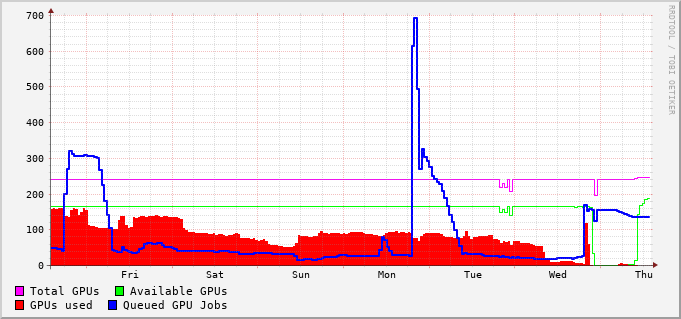 700
600
500
400
300
200
100
0
Fri Sat Sun Mon Tue Wed Thu
Total GPUs Available GPUs
GPUs used Queued GPU Jobs
RRDTOOL / TOBI OETIKER